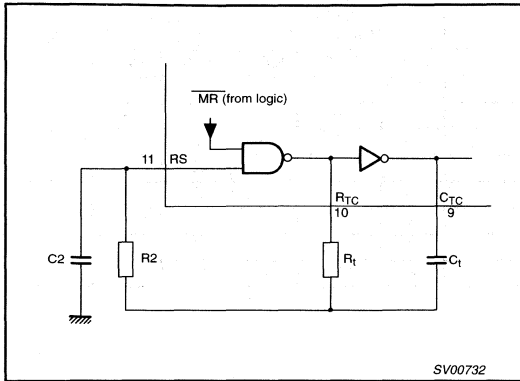 MR (from logic)
11 RS
RTC CTC
10 9
C2 R2 Rt Ct
SV00732